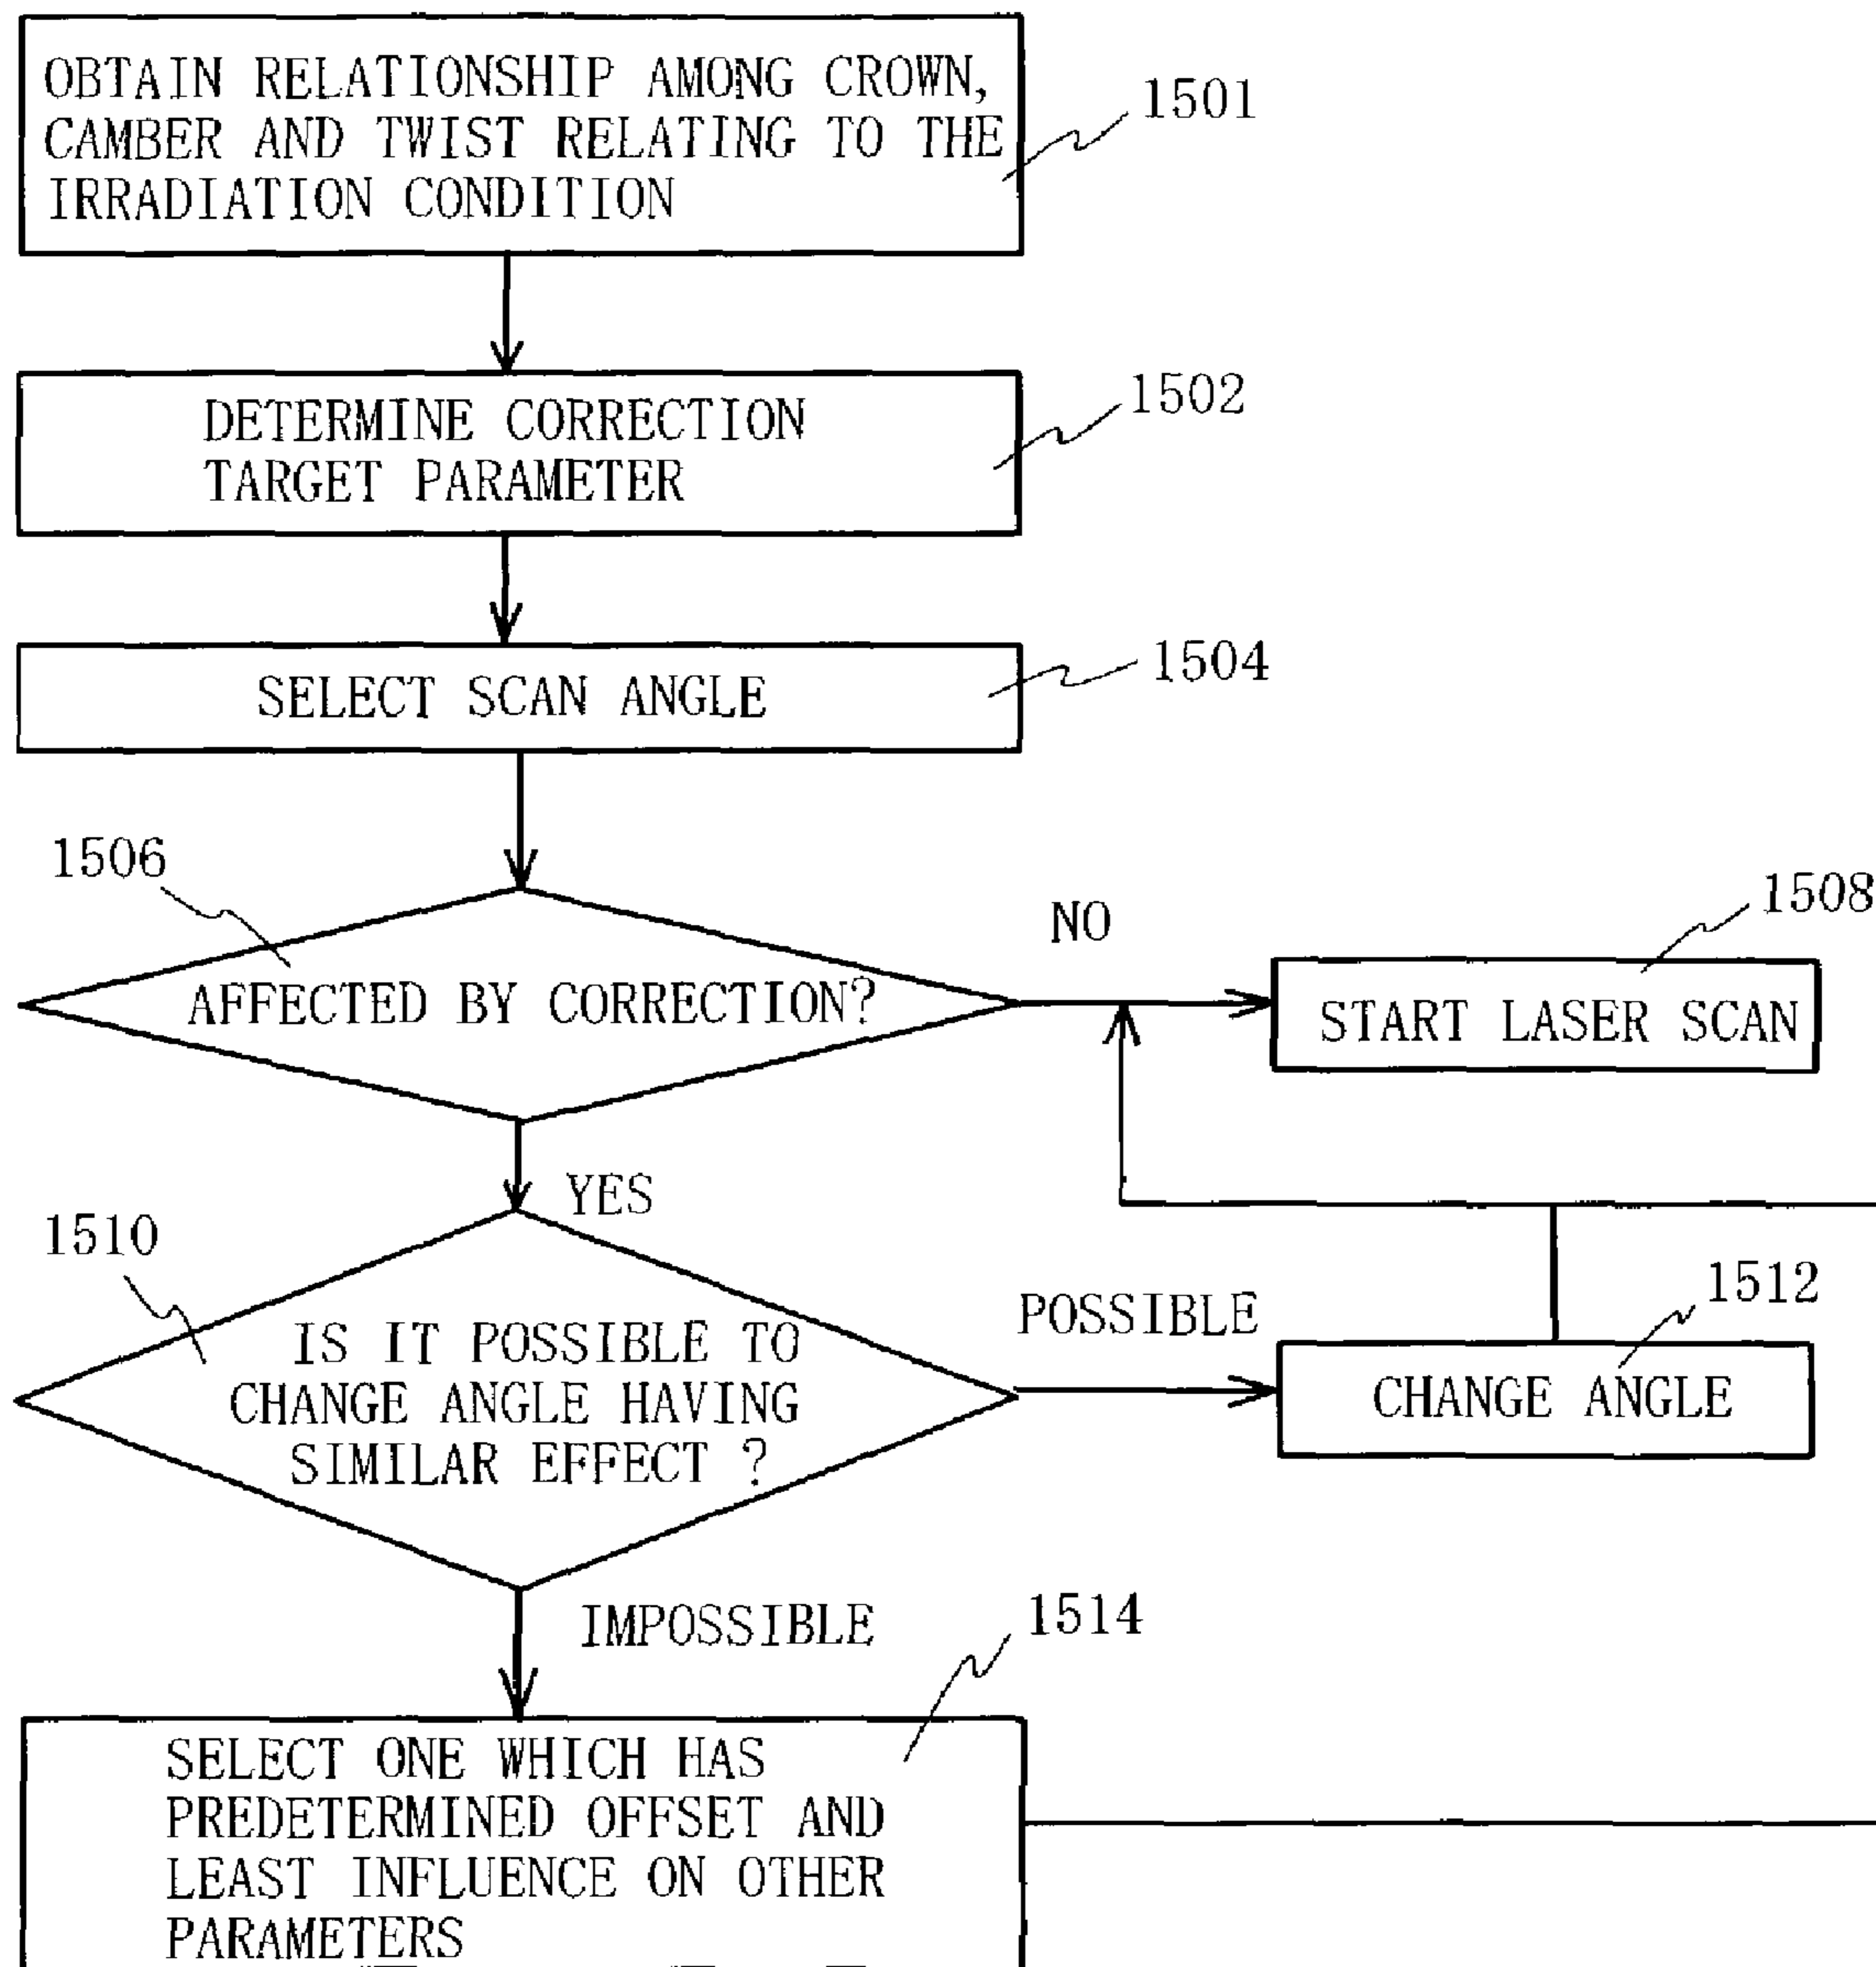 OBTAIN RELATIONSHIP AMONG CROWN,
CAMBER AND TWIST RELATING TO THE
IRRADIATION CONDITION
1501
DETERMINE CORRECTION
TARGET PARAMETER
1502
SELECT SCAN ANGLE
1504
1506
AFFECTED BY CORRECTION?
NO
1508
START LASER SCAN
YES
1510
IS IT POSSIBLE TO
CHANGE ANGLE HAVING
SIMILAR EFFECT ?
POSSIBLE
1512
CHANGE ANGLE
IMPOSSIBLE
1514
SELECT ONE WHICH HAS
PREDETERMINED OFFSET AND
LEAST INFLUENCE ON OTHER
PARAMETERS